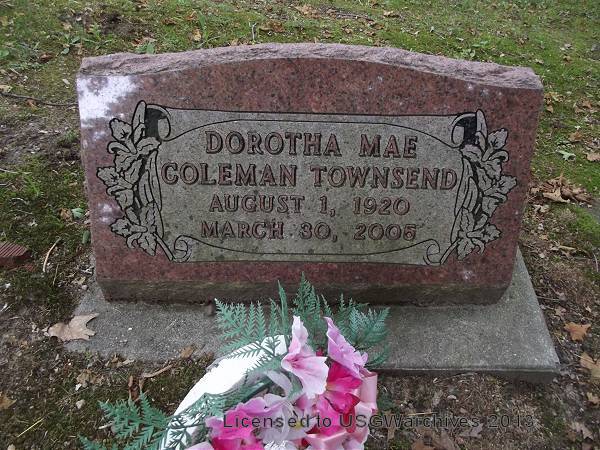 DOROTHA MAE
COLEMAN TOWNSEND
AUGUST 1, 1920
MARCH 30, 2005
Licensed to USGWarchives 2013